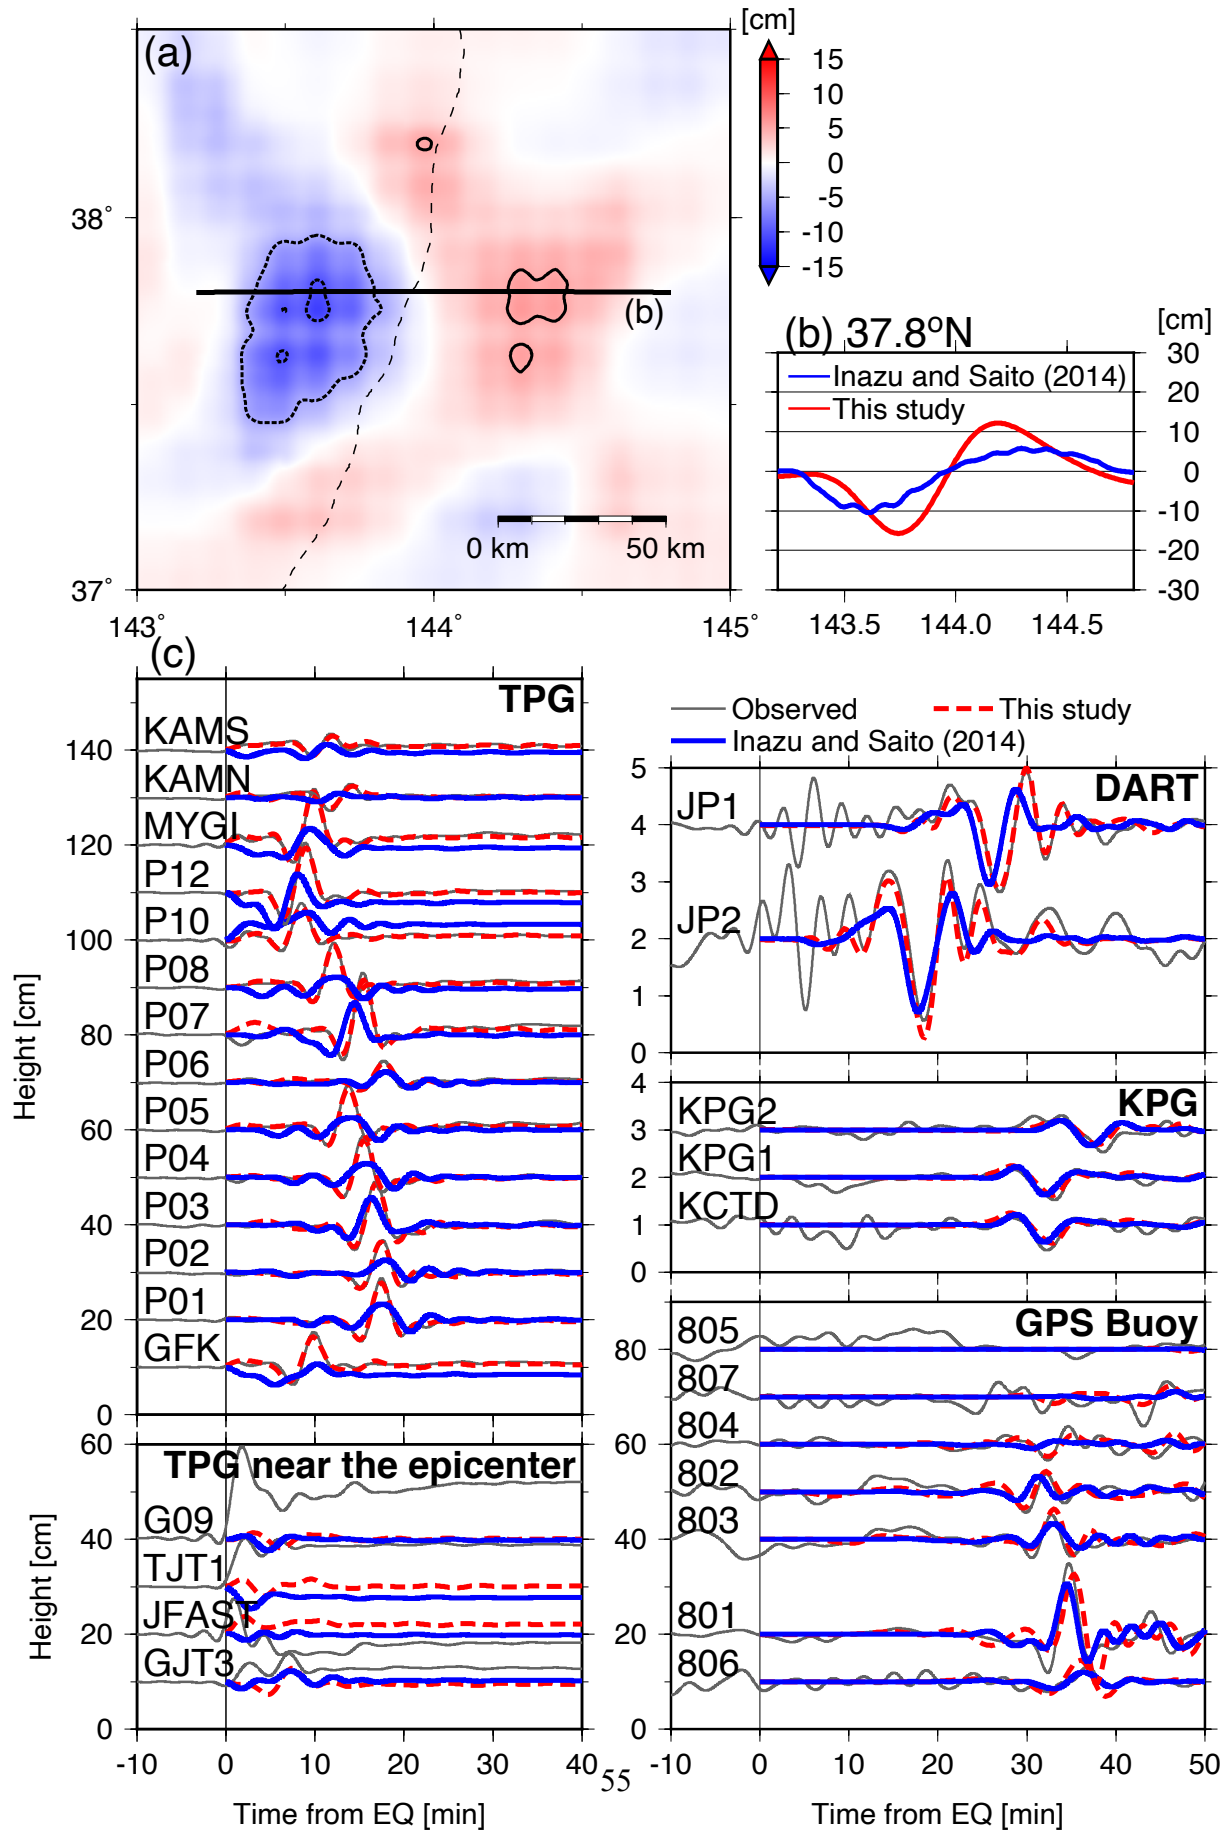 [cm]
(a)
15
10
5
0
-5
-10
-15
38˚
(b)
0 km
50 km
37˚
143˚
144˚
145˚
(b) 37.8oN
[cm]
Inazu and Saito (2014)
This study
30
20
10
0
-10
-20
-30
143.5
144.0
144.5
(c)
TPG
KAMS
KAMN
MYGI
P12
P10
P08
P07
P06
P05
P04
P03
P02
P01
GFK
140
120
100
80
60
40
20
0
Height [cm]
Observed
This study
Inazu and Saito (2014)
DART
JP1
JP2
5
4
3
2
1
0
KPG
KPG2
KPG1
KCTD
4
3
2
1
0
TPG near the epicenter
G09
TJT1
JFAST
GJT3
60
40
20
0
Height [cm]
-10
0
10
20
30
40
Time from EQ [min]
GPS Buoy
805
807
804
802
803
801
806
80
60
40
20
0
-10
0
10
20
30
40
50
Time from EQ [min]
55